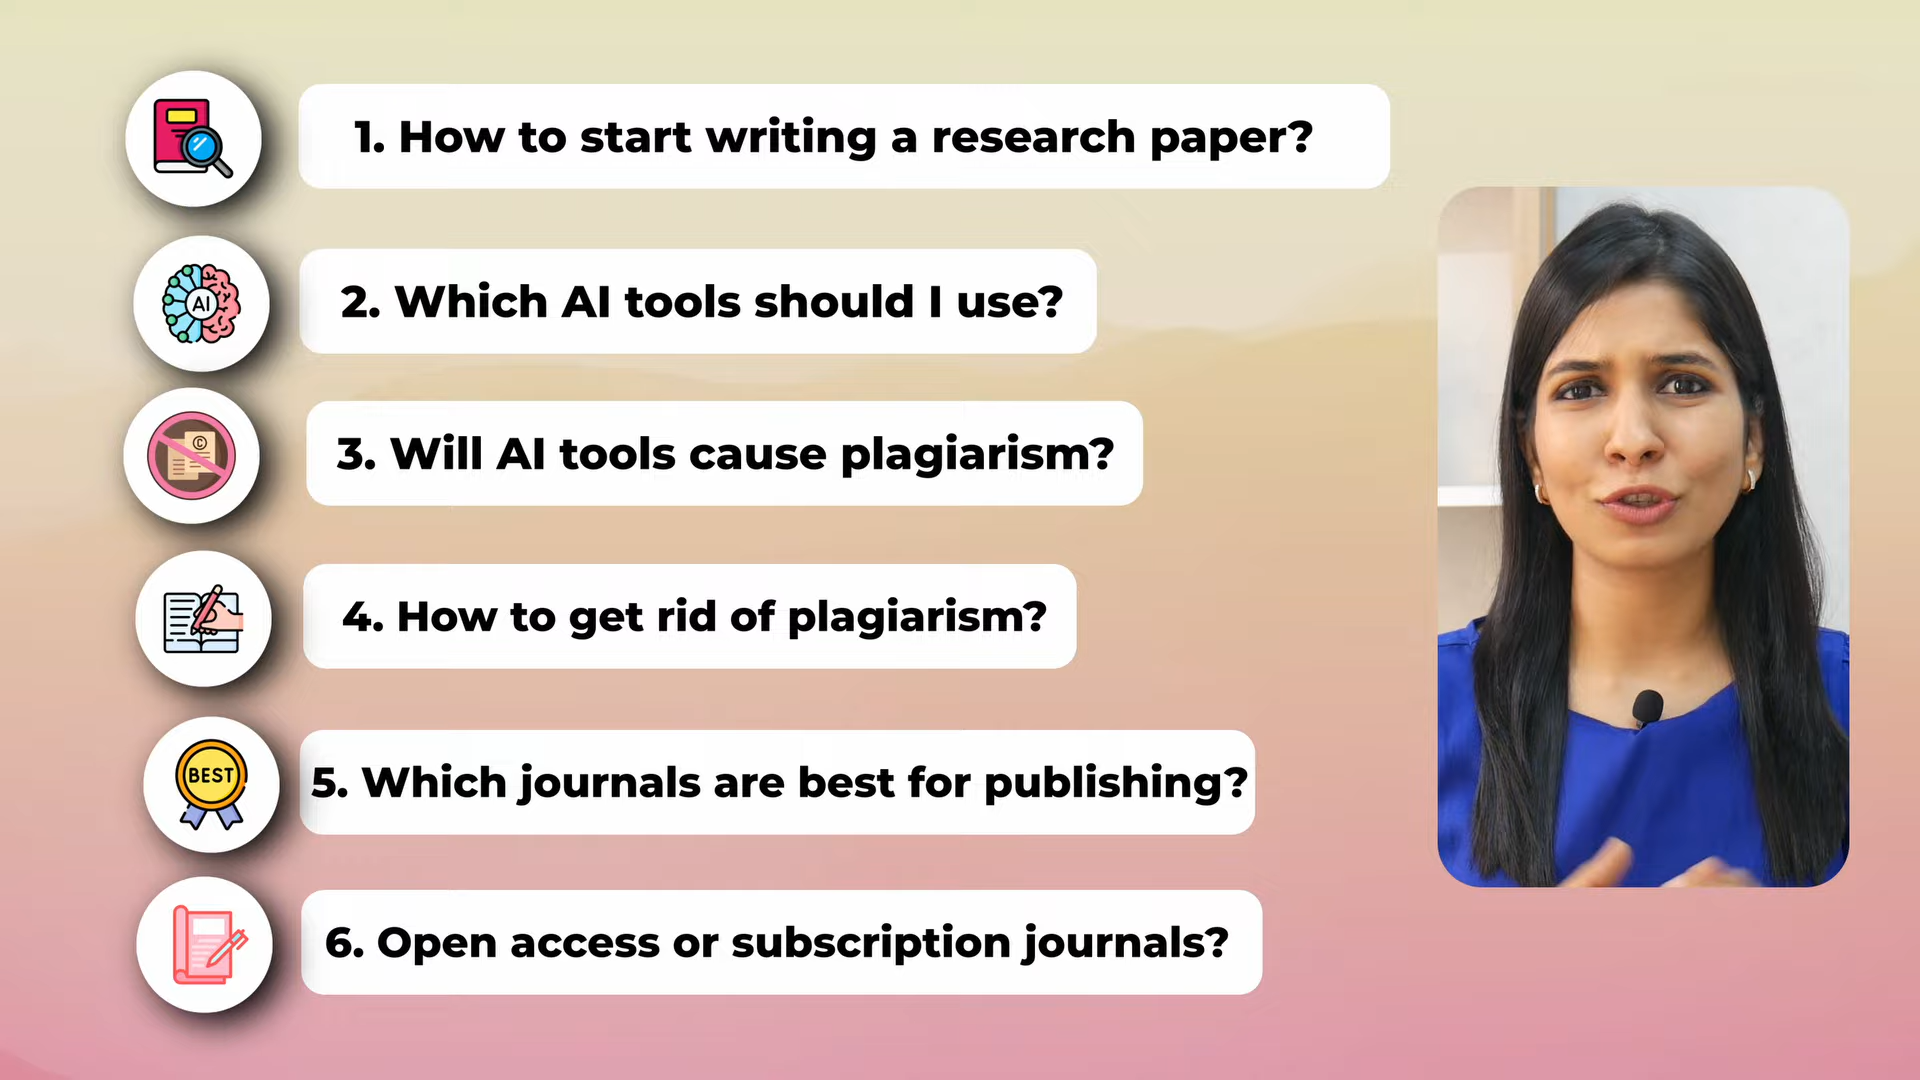 1. How to start writing a research paper?
AI
2. Which AI tools should I use?
©
3. Will AI tools cause plagiarism?
4. How to get rid of plagiarism?
BEST
5. Which journals are best for publishing?
6. Open access or subscription journals?